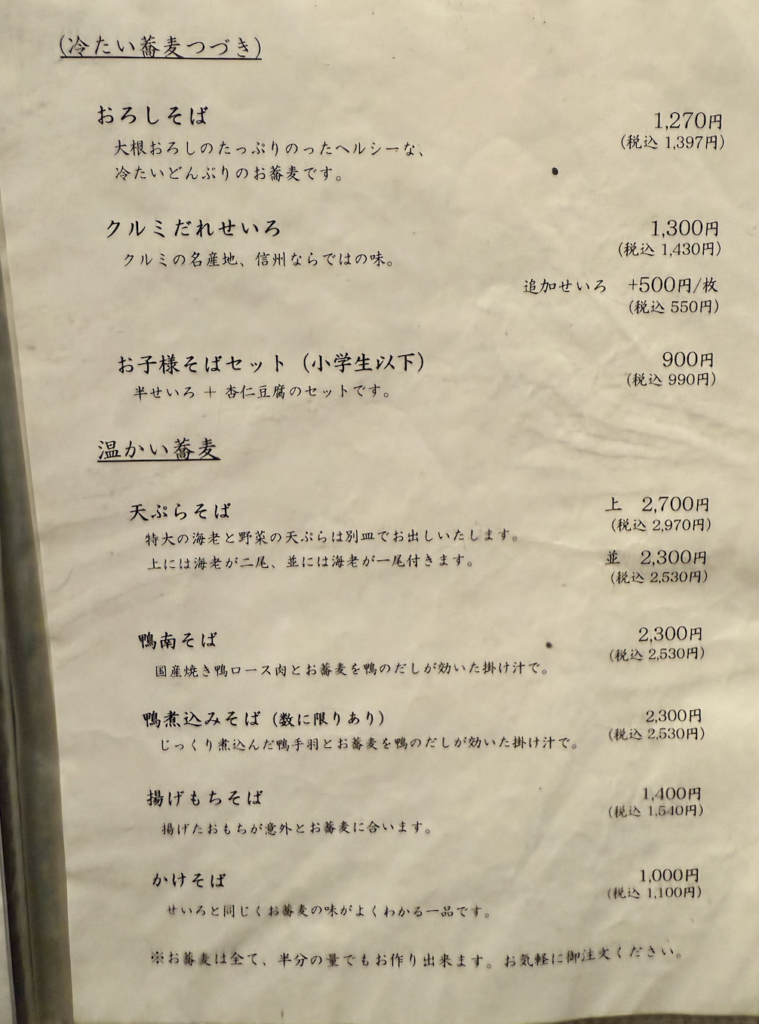 (冷たい蕎麦つづき)
おろしそば 1,270円
大根おろしのたっぷりのったヘルシーな、 (税込 1,397円)
冷たいどんぶりのお蕎麦です。
クルミだれせいろ 1,300円
クルミの名産地、信州ならではの味。 (税込 1,430円)
追加せいろ +500円/枚
(税込 550円)
お子様そばセット (小学生以下) 900円
半せいろ + 杏仁豆腐のセットです。 (税込 990円)
温かい蕎麦
天ぷらそば 上 2,700円
特大の海老と野菜の天ぷらは別皿でお出しいたします。 (税込 2,970円)
上には海老が二尾、並には海老が一尾付きます。 並 2,300円
(税込 2,530円)
鴨南そば 2,300円
国産焼き鴨ロース肉とお蕎麦を鴨のだしが効いた掛け汁で。 (税込 2,530円)
鴨煮込みそば (数に限りあり) 2,300円
じっくり煮込んだ鴨手羽とお蕎麦を鴨のだしが効いた掛け汁で。 (税込 2,530円)
揚げもちそば 1,400円
揚げたおもちが意外とお蕎麦に合います。 (税込 1,540円)
かけそば 1,000円
せいろと同じくお蕎麦の味がよくわかる一品です。 (税込 1,100円)
※お蕎麦は全て、半分の量でもお作り出来ます。お気軽に御注文ください。